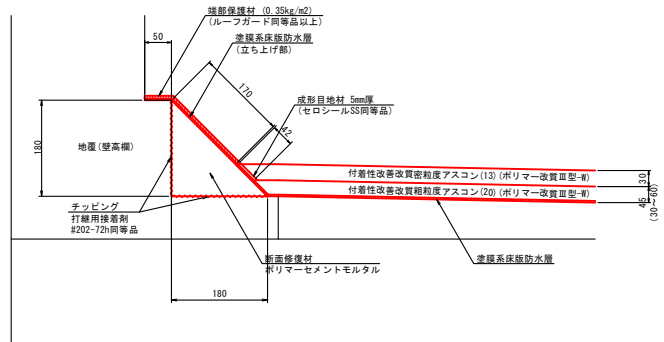 端部保護材 (0.35kg/m2)
(ルーフガード同等品以上)
50
塗膜系床版防水層
(立ち上げ部)
170
成形目地材 5mm厚
(セロシールSS同等品)
42
180
地覆(壁高欄)
付着性改善改質密粒度アスコン(13)(ポリマー改質Ⅲ型-W)
30
付着性改善改質粗粒度アスコン(20)(ポリマー改質Ⅲ型-W)
45
(30~60)
チッピング
打継用接着剤
#202-72h同等品
断面修復材
ポリマーセメントモルタル
塗膜系床版防水層
180